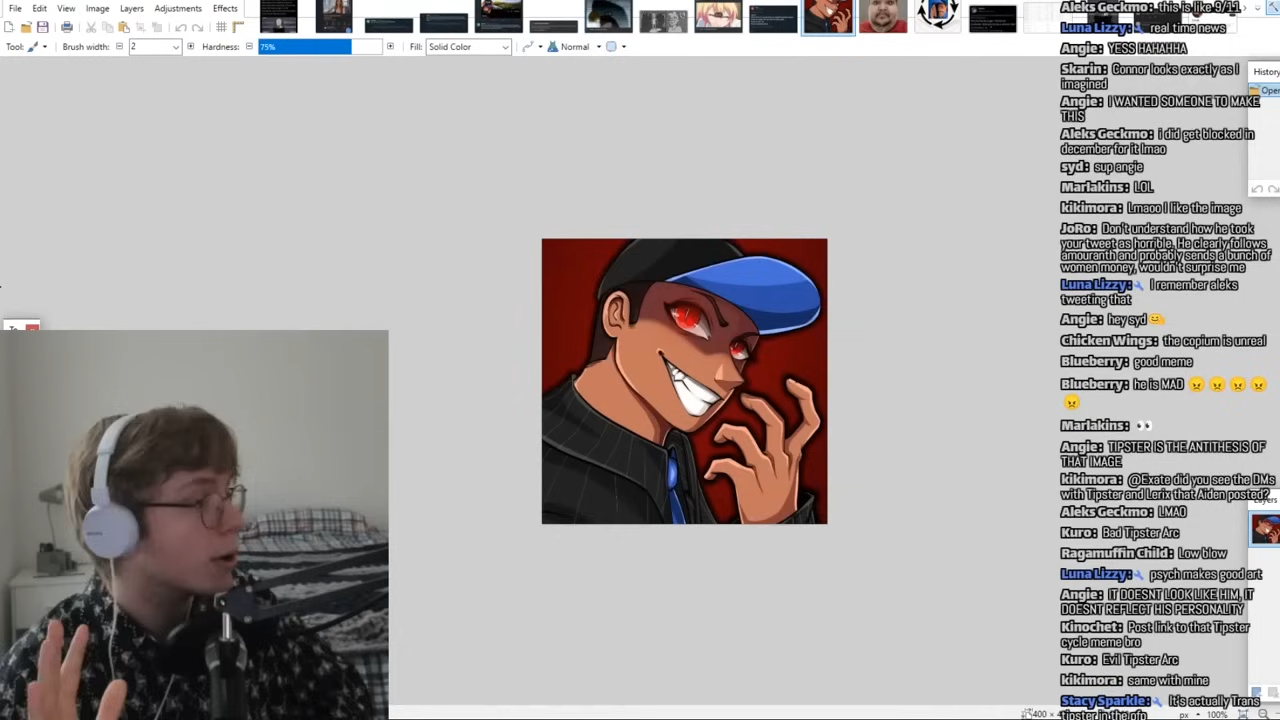 Edit View Image Layers Adjustments Effects
Brush width: 2 Hardness: 75% Fill: Solid Color Normal
History
Open
Aleks Geckmo: this is like 9/11
Luna Lizzy: real time news
Angie: YESS HAHAHHA
Skarin: Connor looks exactly as I
imagined
Angie: I WANTED SOMEONE TO MAKE
THIS
Aleks Geckmo: i did get blocked in
december for it lmao
syd: sup angie
Marlakins: LOL
kikimora: Lmaoo I like the image
JoRo: Don't understand how he took
your tweet as horrible. He clearly follows
amouranth and probably sends a bunch of
women money, wouldn't surprise me
Luna Lizzy: I remember aleks
tweeting that
Angie: hey syd 😊
Chicken Wings: the copium is unreal
Blueberry: good meme
Blueberry: he is MAD 😠 😠 😠 😠
😠
Marlakins: 👀
Angie: TIPSTER IS THE ANTITHESIS OF
THAT IMAGE
kikimora: @Exate did you see the DMs
with Tipster and Lerix that Aiden posted?
Layers
Aleks Geckmo: LMAO
Kuro: Bad Tipster Arc
Ragamuffin Child: Low blow
Luna Lizzy: psych makes good art
Angie: IT DOESNT LOOK LIKE HIM, IT
DOESNT REFLECT HIS PERSONALITY
Kinochet: Post link to that Tipster
cycle meme bro
Kuro: Evil Tipster Arc
kikimora: same with mine
Stacy Sparkle: It's actually Trans
tipster in the pfp
px 100%